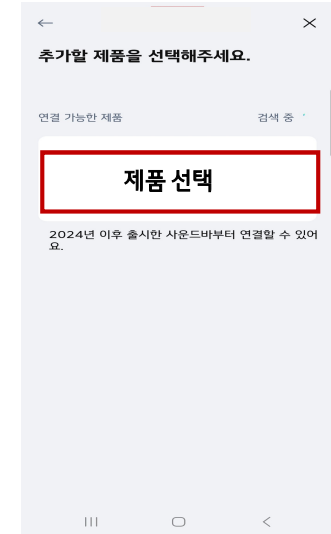 추가할 제품을 선택해주세요.
연결 가능한 제품
검색 중
제품 선택
2024년 이후 출시한 사운드바부터 연결할 수 있어
요.